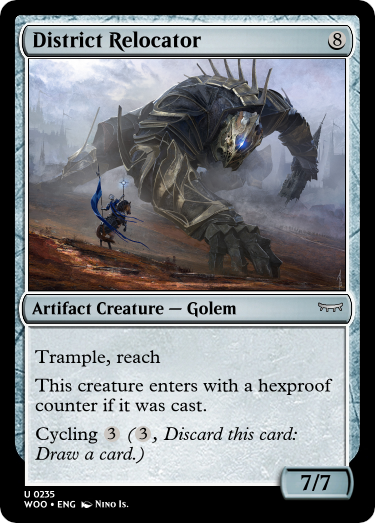 District Relocator 8
Artifact Creature — Golem
Trample, reach
This creature enters with a hexproof
counter if it was cast.
Cycling 3 (3, Discard this card:
Draw a card.)
7/7
U 0235
WOO • ENG Nino Is.